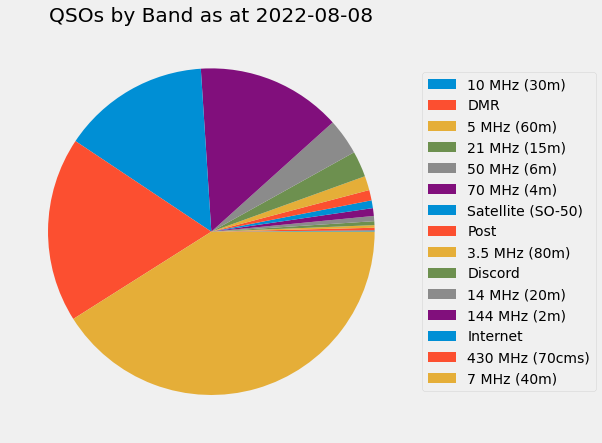 QSOs by Band as at 2022-08-08
10 MHz (30m)
DMR
5 MHz (60m)
21 MHz (15m)
50 MHz (6m)
70 MHz (4m)
Satellite (SO-50)
Post
3.5 MHz (80m)
Discord
14 MHz (20m)
144 MHz (2m)
Internet
430 MHz (70cms)
7 MHz (40m)